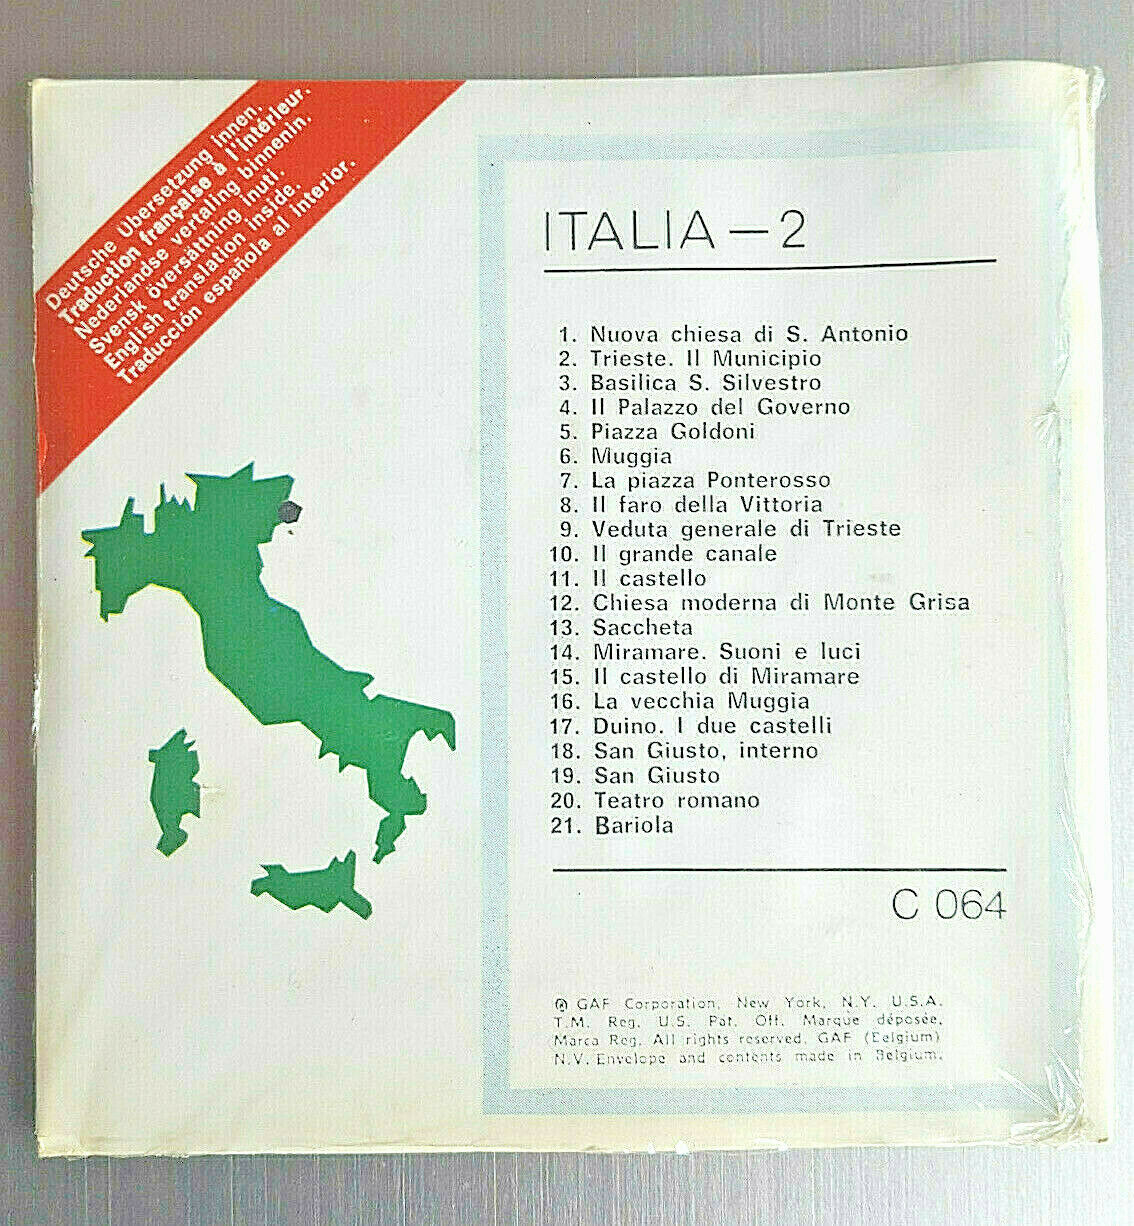 Deutsche Übersetzung innen.
Traduction française à l'intérieur.
Nederlandse vertaling binnenin.
Svensk översättning inuti.
English translation inside.
Traducción española al interior.
ITALIA – 2
1. Nuova chiesa di S. Antonio
2. Trieste. Il Municipio
3. Basilica S. Silvestro
4. Il Palazzo del Governo
5. Piazza Goldoni
6. Muggia
7. La piazza Ponterosso
8. Il faro della Vittoria
9. Veduta generale di Trieste
10. Il grande canale
11. Il castello
12. Chiesa moderna di Monte Grisa
13. Saccheta
14. Miramare. Suoni e luci
15. Il castello di Miramare
16. La vecchia Muggia
17. Duino. I due castelli
18. San Giusto, interno
19. San Giusto
20. Teatro romano
21. Bariola
C 064
GAF Corporation, New York, N.Y. U.S.A.
T.M. Reg. U.S. Pat. Off. Marque déposée,
Marca Reg. All rights reserved. GAF (Belgium)
N.V. Envelope and contents made in Belgium.